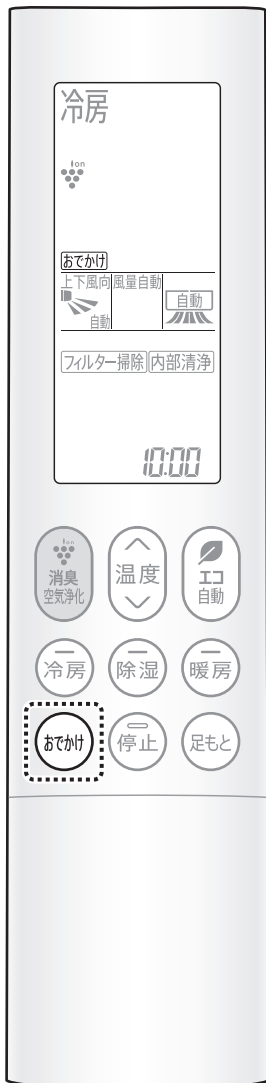 冷房
ion
おでかけ
上下風向 風量自動
自動 自動
フィルター掃除 内部清浄
10:00
ion
消臭
空気浄化
温度
エコ
自動
冷房 除湿 暖房
おでかけ 停止 足もと